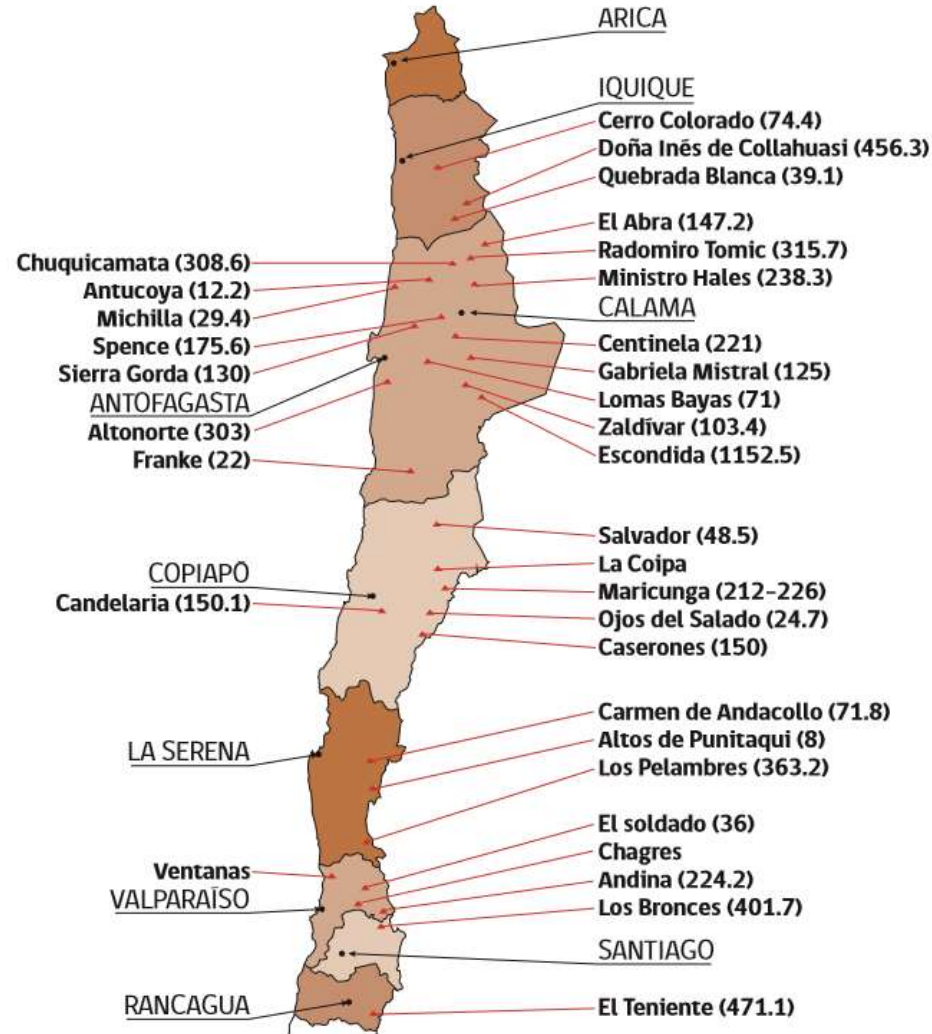 ARICA
IQUIQUE
Cerro Colorado (74.4)
Doña Inés de Collahuasi (456.3)
Quebrada Blanca (39.1)
El Abra (147.2)
Radomiro Tomic (315.7)
Ministro Hales (238.3)
CALAMA
Centinela (221)
Gabriela Mistral (125)
Lomas Bayas (71)
Zaldívar (103.4)
Escondida (1152.5)
Chuquicamata (308.6)
Antucoya (12.2)
Michilla (29.4)
Spence (175.6)
Sierra Gorda (130)
ANTOFAGASTA
Altonorte (303)
Franke (22)
Salvador (48.5)
La Coipa
Maricunga (212–226)
Ojos del Salado (24.7)
Caserones (150)
COPIAPŌ
Candelaria (150.1)
Carmen de Andacollo (71.8)
Altos de Punitaqui (8)
Los Pelambres (363.2)
LA SERENA
El soldado (36)
Chagres
Andina (224.2)
Los Bronces (401.7)
Ventanas
VALPARAĪSO
SANTIAGO
RANCAGUA
El Teniente (471.1)